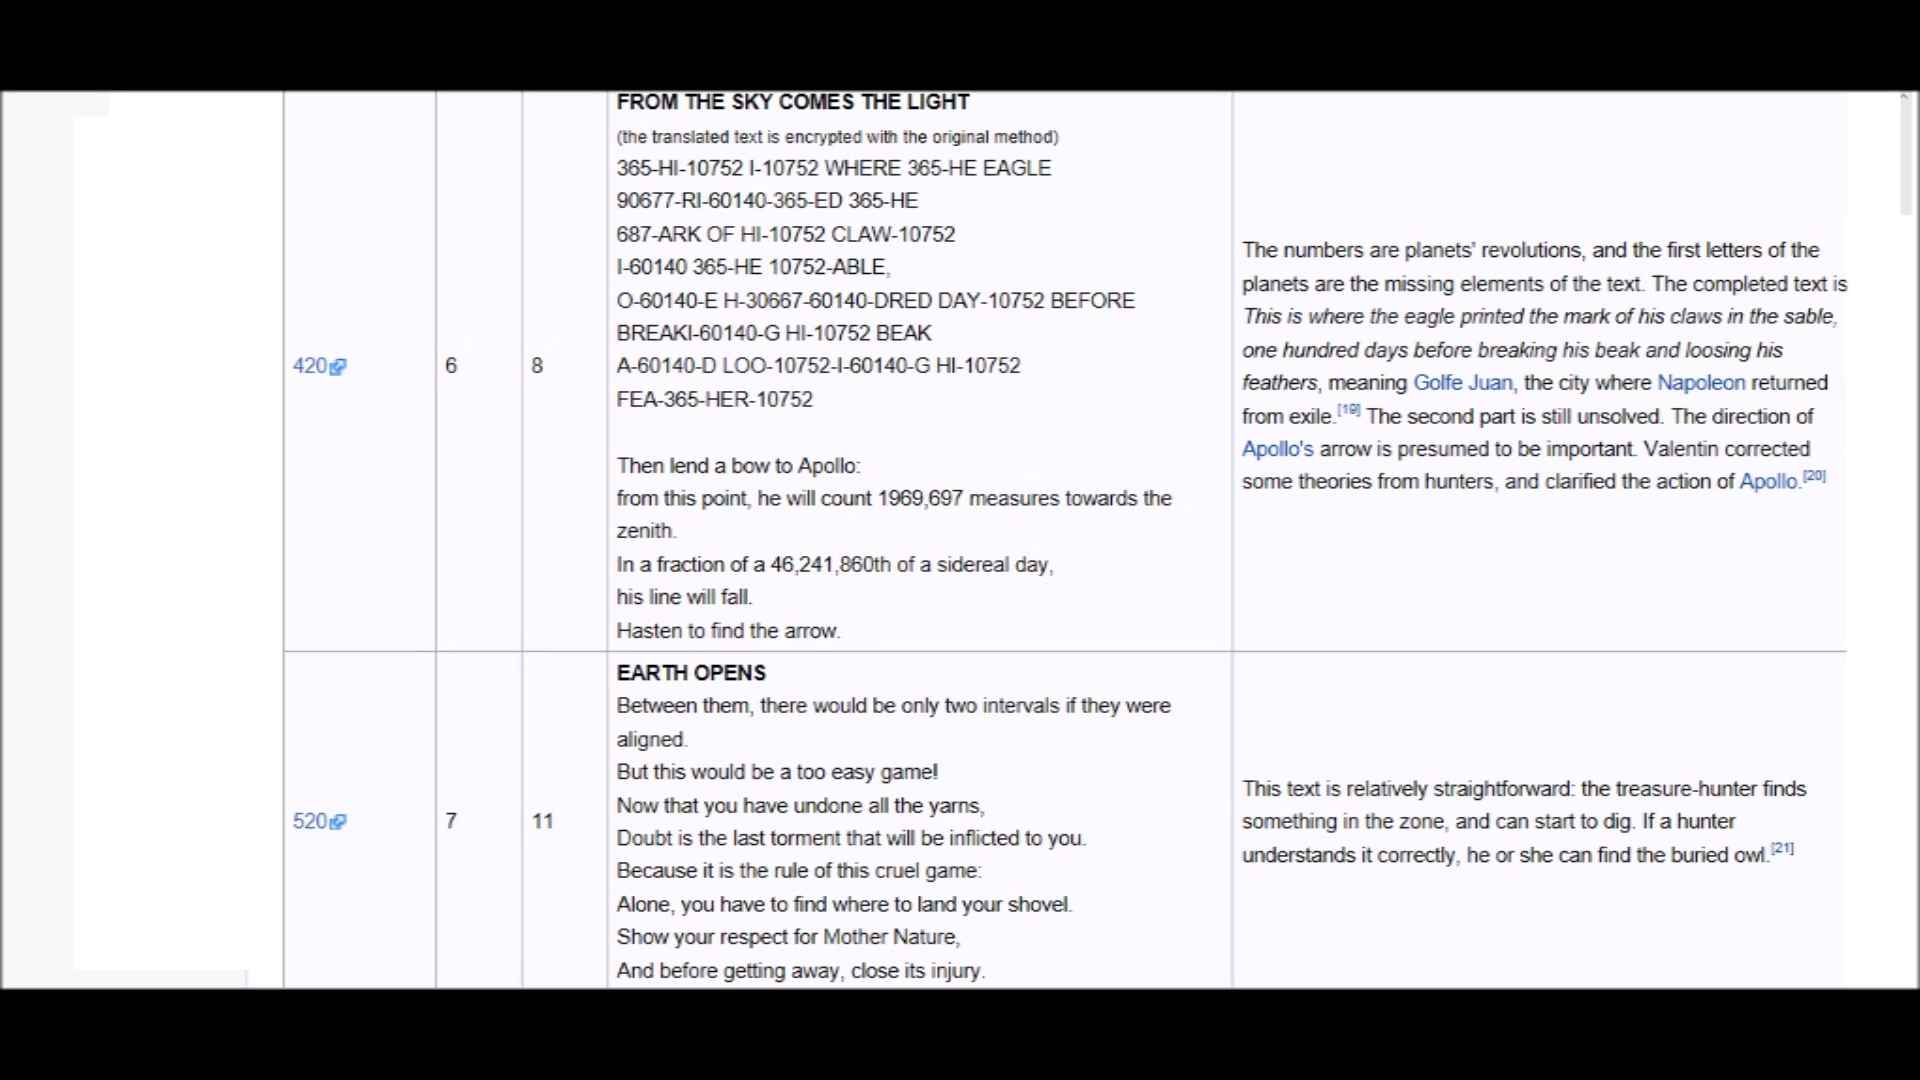 FROM THE SKY COMES THE LIGHT
(the translated text is encrypted with the original method)
365-HI-10752 I-10752 WHERE 365-HE EAGLE
90677-RI-60140-365-ED 365-HE
687-ARK OF HI-10752 CLAW-10752
I-60140 365-HE 10752-ABLE,
O-60140-E H-30667-60140-DRED DAY-10752 BEFORE
BREAKI-60140-G HI-10752 BEAK
A-60140-D LOO-10752-I-60140-G HI-10752
FEA-365-HER-10752
Then lend a bow to Apollo:
from this point, he will count 1969,697 measures towards the
zenith.
In a fraction of a 46,241,860th of a sidereal day,
his line will fall.
Hasten to find the arrow.
420
6
8
The numbers are planets' revolutions, and the first letters of the
planets are the missing elements of the text. The completed text is
This is where the eagle printed the mark of his claws in the sable,
one hundred days before breaking his beak and loosing his
feathers, meaning Golfe Juan, the city where Napoleon returned
from exile.[19] The second part is still unsolved. The direction of
Apollo's arrow is presumed to be important. Valentin corrected
some theories from hunters, and clarified the action of Apollo.[20]
520
7
11
EARTH OPENS
Between them, there would be only two intervals if they were
aligned.
But this would be a too easy game!
Now that you have undone all the yarns,
Doubt is the last torment that will be inflicted to you.
Because it is the rule of this cruel game:
Alone, you have to find where to land your shovel.
Show your respect for Mother Nature,
And before getting away, close its injury.
This text is relatively straightforward: the treasure-hunter finds
something in the zone, and can start to dig. If a hunter
understands it correctly, he or she can find the buried owl.[21]